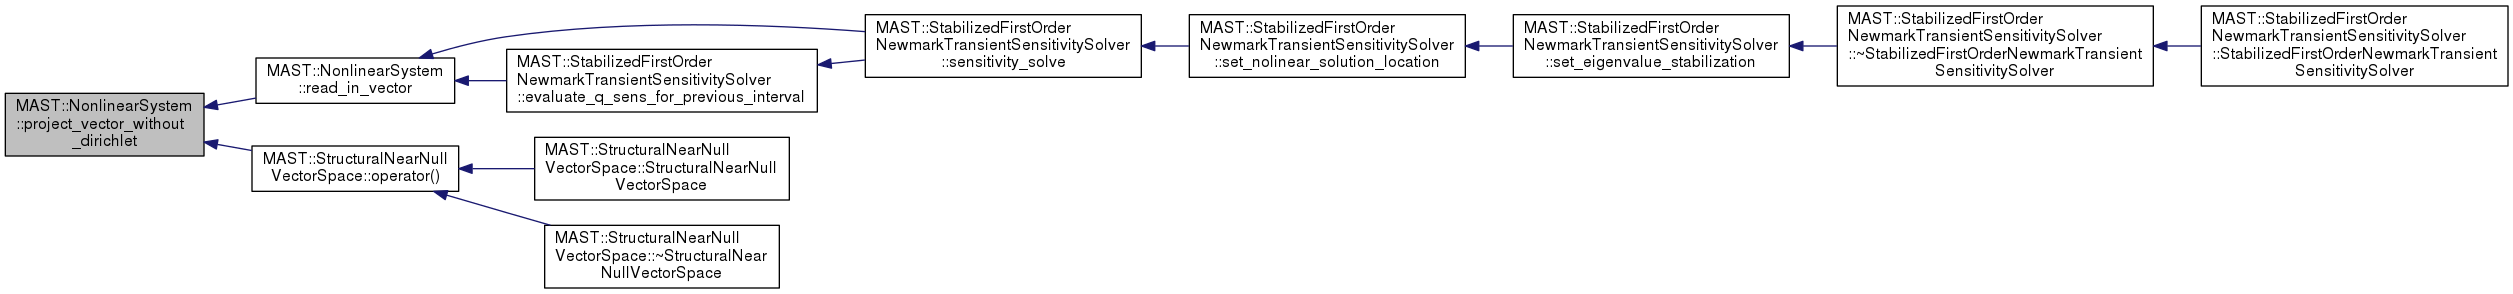 MAST::NonlinearSystem
::project_vector_without
_dirichlet
MAST::NonlinearSystem
::read_in_vector
MAST::StabilizedFirstOrder
NewmarkTransientSensitivitySolver
::evaluate_q_sens_for_previous_interval
MAST::StabilizedFirstOrder
NewmarkTransientSensitivitySolver
::sensitivity_solve
MAST::StabilizedFirstOrder
NewmarkTransientSensitivitySolver
::set_nolinear_solution_location
MAST::StabilizedFirstOrder
NewmarkTransientSensitivitySolver
::set_eigenvalue_stabilization
MAST::StabilizedFirstOrder
NewmarkTransientSensitivitySolver
::~StabilizedFirstOrderNewmarkTransient
SensitivitySolver
MAST::StabilizedFirstOrder
NewmarkTransientSensitivitySolver
::StabilizedFirstOrderNewmarkTransient
SensitivitySolver
MAST::StructuralNearNull
VectorSpace::operator()
MAST::StructuralNearNull
VectorSpace::StructuralNearNull
VectorSpace
MAST::StructuralNearNull
VectorSpace::~StructuralNear
NullVectorSpace